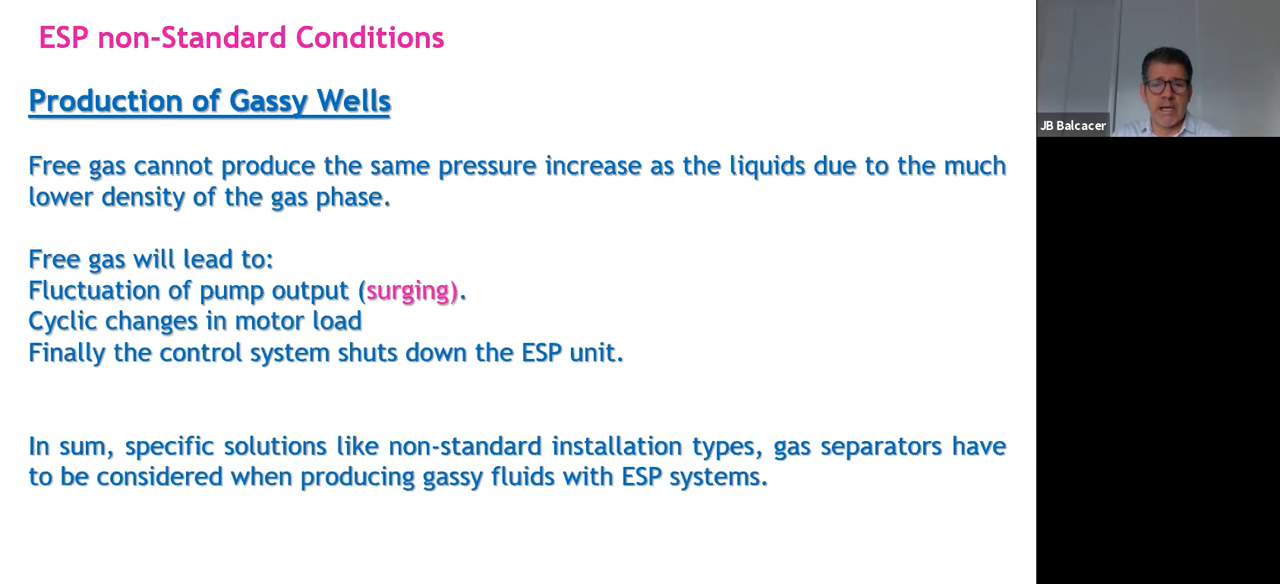 ESP non-Standard Conditions
Production of Gassy Wells
Free gas cannot produce the same pressure increase as the liquids due to the much
lower density of the gas phase.
Free gas will lead to:
Fluctuation of pump output (surging).
Cyclic changes in motor load
Finally the control system shuts down the ESP unit.
In sum, specific solutions like non-standard installation types, gas separators have
to be considered when producing gassy fluids with ESP systems.
JB Balcacer